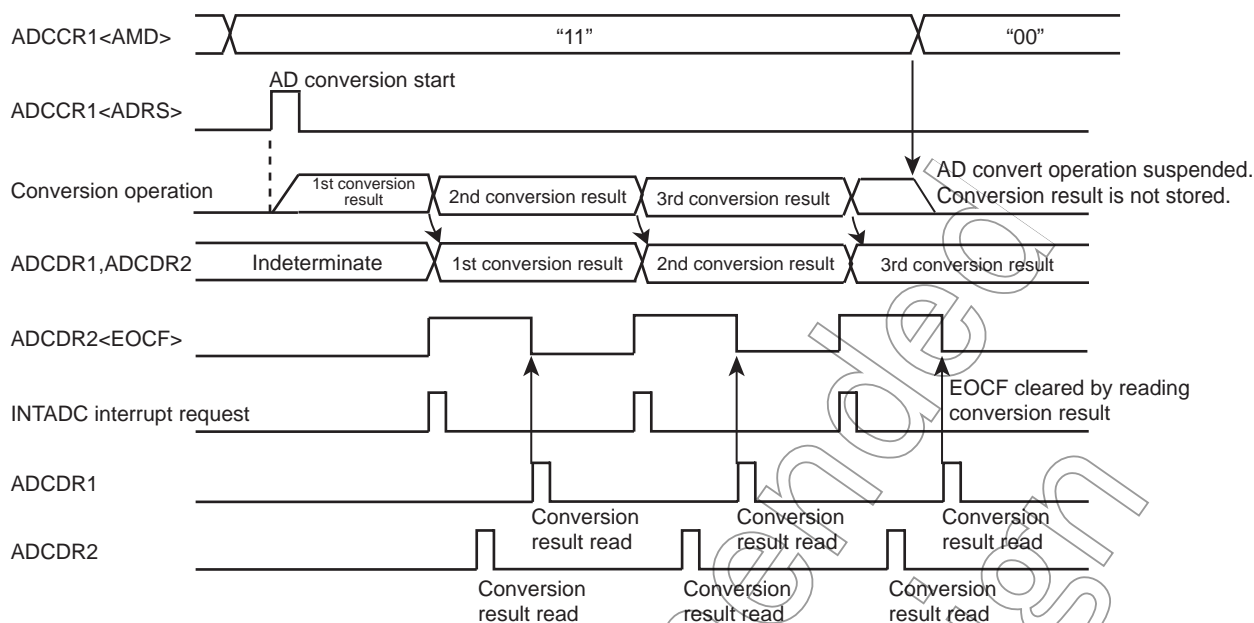 ADCCR1<AMD>
“11”
“00”
AD conversion start
ADCCR1<ADRS>
Conversion operation
1st conversion
result
2nd conversion result
3rd conversion result
AD convert operation suspended.
Conversion result is not stored.
ADCDR1,ADCDR2
Indeterminate
1st conversion result
2nd conversion result
3rd conversion result
ADCDR2<EOCF>
EOCF cleared by reading
conversion result
INTADC interrupt request
ADCDR1
Conversion
result read
Conversion
result read
Conversion
result read
ADCDR2
Conversion
result read
Conversion
result read
Conversion
result read